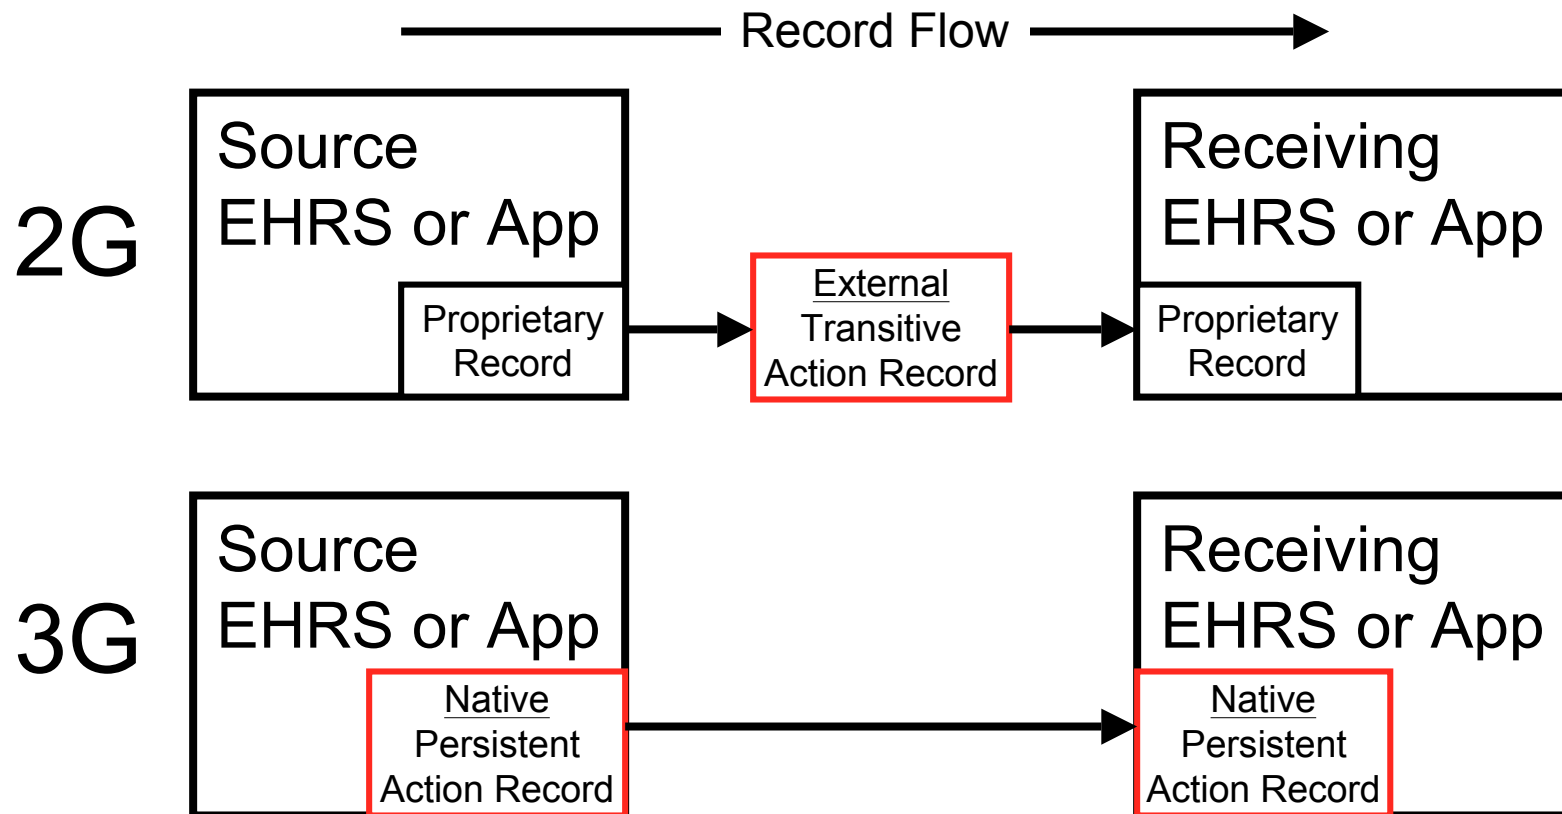 Record Flow
2G
Source
EHRS or App
Proprietary
Record
External
Transitive
Action Record
Receiving
EHRS or App
Proprietary
Record
3G
Source
EHRS or App
Native
Persistent
Action Record
Receiving
EHRS or App
Native
Persistent
Action Record